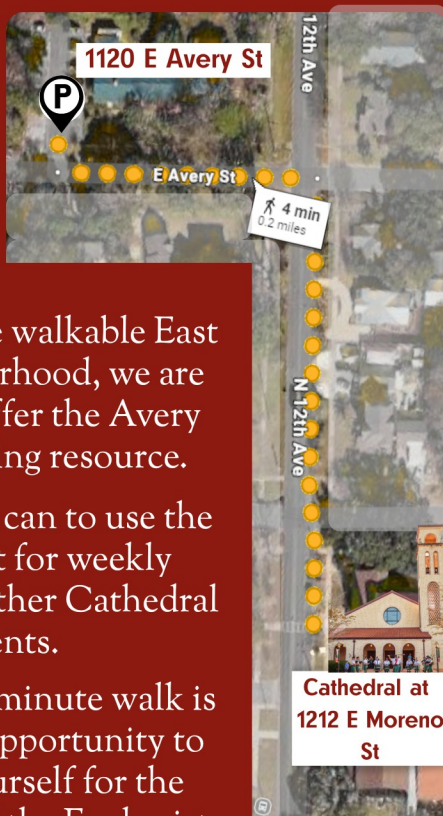 1120 E Avery St
12th Ave
P
E Avery St
4 min
0.2 miles
N 12th Ave
e walkable East
rhood, we are
ffer the Avery
ing resource.
can to use the
t for weekly
ther Cathedral
ents.
minute walk is
pportunity to
urself for the
Cathedral at
1212 E Moreno
St